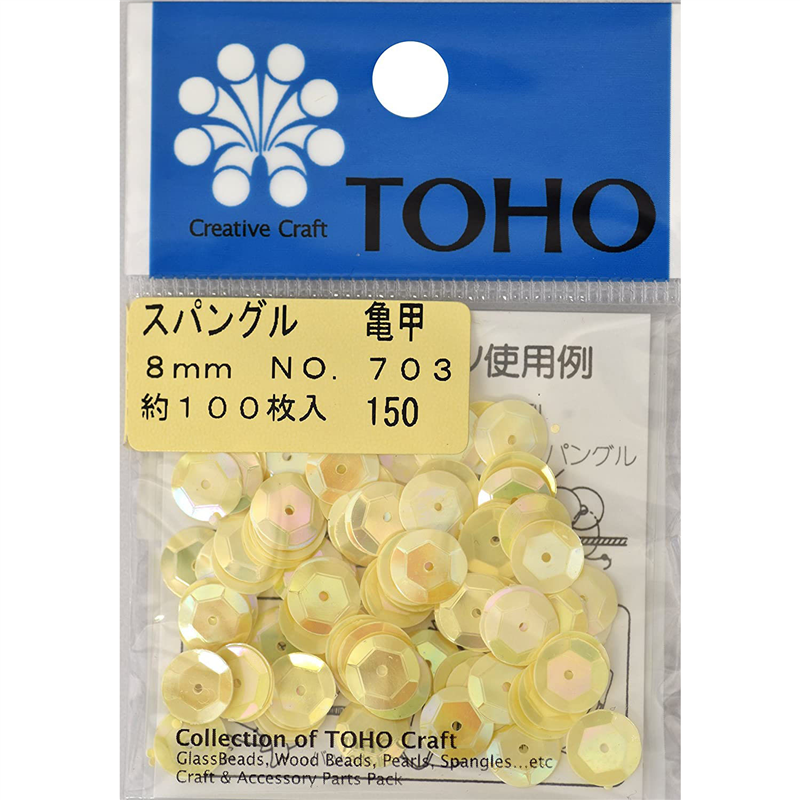 Creative Craft
TOHO
スパングル 亀甲
8mm NO. 703
約100枚入 150
使用例
パングル
Collection of TOHO Craft
GlassBeads, Wood Beads, Pearls, Spangles...etc
Craft & Accessory Parts Pack